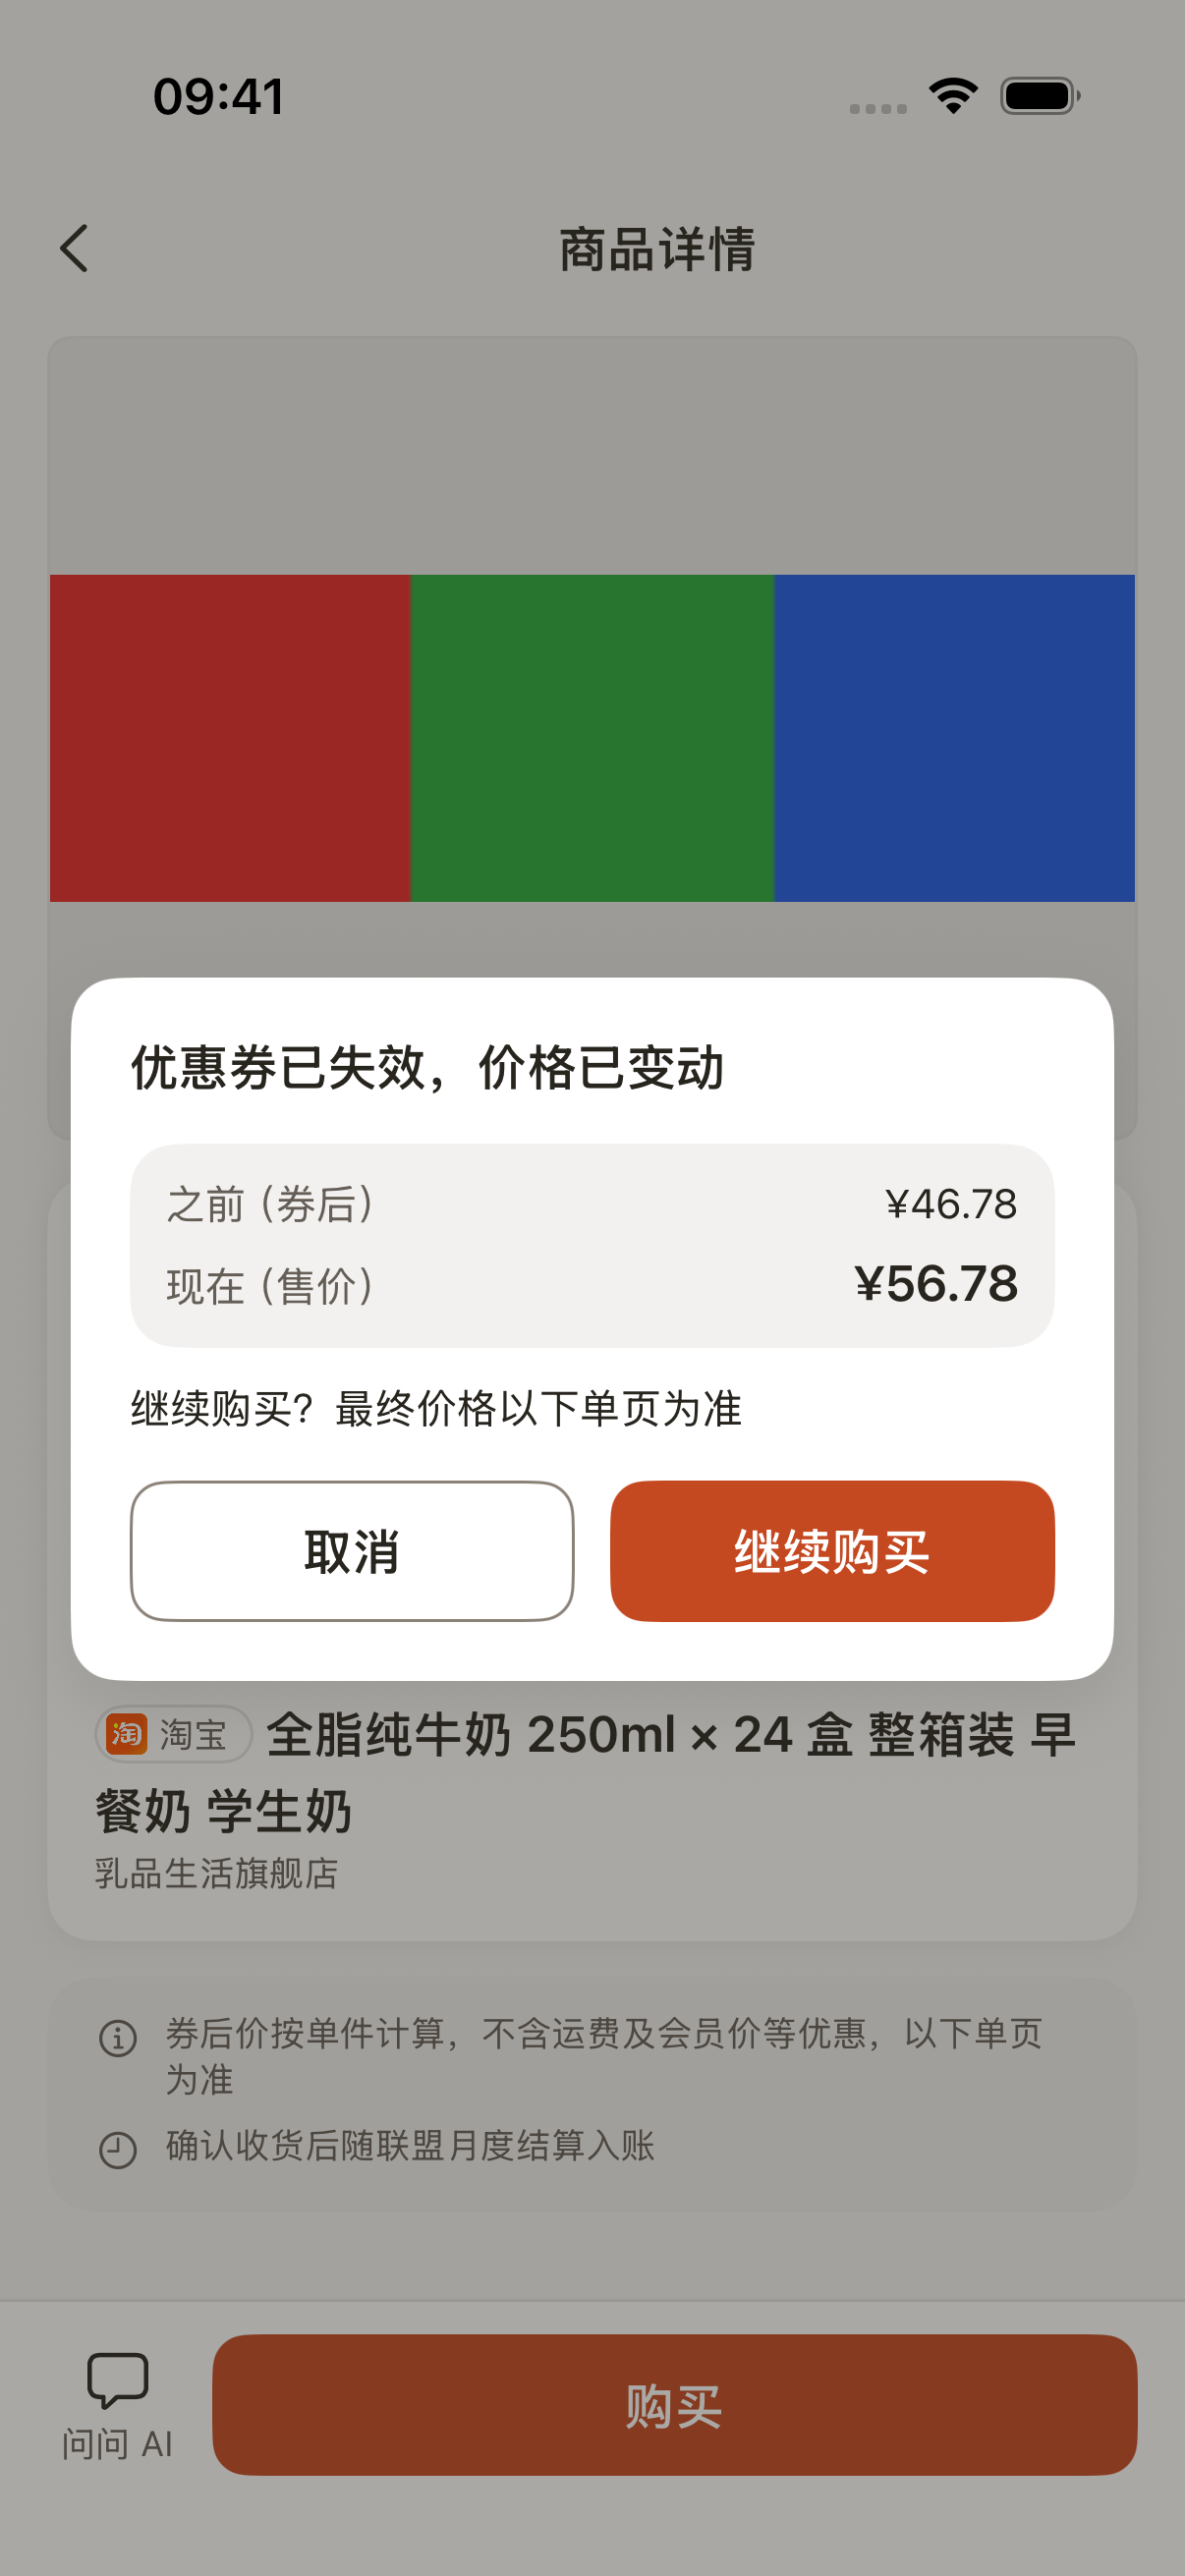 09:41
商品详情
优惠券已失效，价格已变动
之前（券后） ¥46.78
现在（售价） ¥56.78
继续购买？最终价格以下单页为准
取消 继续购买
淘 淘宝 全脂纯牛奶 250ml × 24 盒 整箱装 早
餐奶 学生奶
乳品生活旗舰店
券后价按单件计算，不含运费及会员价等优惠，以下单页
为准
确认收货后随联盟月度结算入账
问问 AI
购买